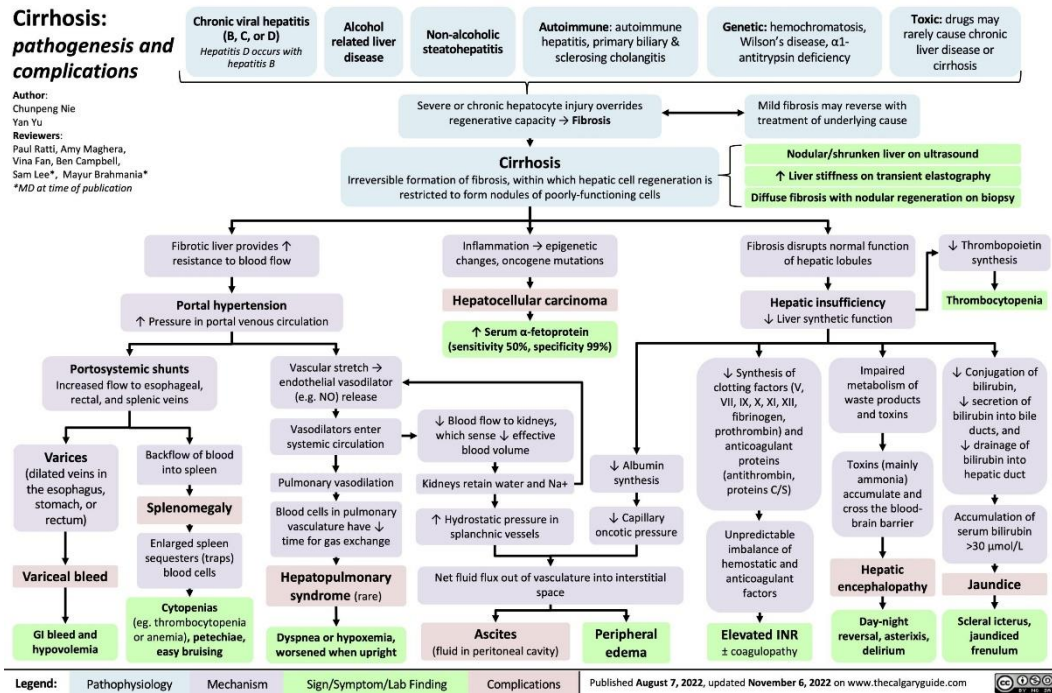 Cirrhosis:
pathogenesis and
complications
Author:
Chunpeng Nie
Yan Yu
Reviewers:
Paul Ratti, Amy Maghera,
Vina Fan, Ben Campbell,
Sam Lee*, Mayur Brahmania*
*MD at time of publication
Chronic viral hepatitis
(B, C, or D)
Hepatitis D occurs with
hepatitis B
Alcohol
related liver
disease
Non-alcoholic
steatohepatitis
Autoimmune: autoimmune
hepatitis, primary biliary &
sclerosing cholangitis
Genetic: hemochromatosis,
Wilson's disease, α1-
antitrypsin deficiency
Toxic: drugs may
rarely cause chronic
liver disease or
cirrhosis
Severe or chronic hepatocyte injury overrides
regenerative capacity → Fibrosis
Mild fibrosis may reverse with
treatment of underlying cause
Cirrhosis
Irreversible formation of fibrosis, within which hepatic cell regeneration is
restricted to form nodules of poorly-functioning cells
Nodular/shrunken liver on ultrasound
↑ Liver stiffness on transient elastography
Diffuse fibrosis with nodular regeneration on biopsy
Fibrotic liver provides ↑
resistance to blood flow
Portal hypertension
↑ Pressure in portal venous circulation
Inflammation → epigenetic
changes, oncogene mutations
Hepatocellular carcinoma
↑ Serum α-fetoprotein
(sensitivity 50%, specificity 99%)
Fibrosis disrupts normal function
of hepatic lobules
Hepatic insufficiency
↓ Liver synthetic function
↓ Thrombopoietin
synthesis
Thrombocytopenia
Portosystemic shunts
Increased flow to esophageal,
rectal, and splenic veins
Varices
(dilated veins in
the esophagus,
stomach, or
rectum)
Variceal bleed
GI bleed and
hypovolemia
Backflow of blood
into spleen
Splenomegaly
Enlarged spleen
sequesters (traps)
blood cells
Cytopenias
(eg. thrombocytopenia
or anemia), petechiae,
easy bruising
Vascular stretch →
endothelial vasodilator
(e.g. NO) release
Vasodilators enter
systemic circulation
Pulmonary vasodilation
Blood cells in pulmonary
vasculature have ↓
time for gas exchange
Hepatopulmonary
syndrome (rare)
Dyspnea or hypoxemia,
worsened when upright
↓ Blood flow to kidneys,
which sense ↓ effective
blood volume
Kidneys retain water and Na+
↑ Hydrostatic pressure in
splanchnic vessels
↓ Albumin
synthesis
↓ Capillary
oncotic pressure
Net fluid flux out of vasculature into interstitial
space
Ascites
(fluid in peritoneal cavity)
Peripheral
edema
↓ Synthesis of
clotting factors (V,
VII, IX, X, XI, XII,
fibrinogen,
prothrombin) and
anticoagulant
proteins
(antithrombin,
proteins C/S)
Unpredictable
imbalance of
hemostatic and
anticoagulant
factors
Elevated INR
± coagulopathy
Impaired
metabolism of
waste products
and toxins
Toxins (mainly
ammonia)
accumulate and
cross the blood-
brain barrier
Hepatic
encephalopathy
Day-night
reversal, asterixis,
delirium
↓ Conjugation of
bilirubin,
↓ secretion of
bilirubin into bile
ducts, and
↓ drainage of
bilirubin into
hepatic duct
Accumulation of
serum bilirubin
>30 μmol/L
Jaundice
Scleral icterus,
jaundiced
frenulum
Legend: Pathophysiology Mechanism Sign/Symptom/Lab Finding Complications
Published August 7, 2022, updated November 6, 2022 on www.thecalgaryguide.com